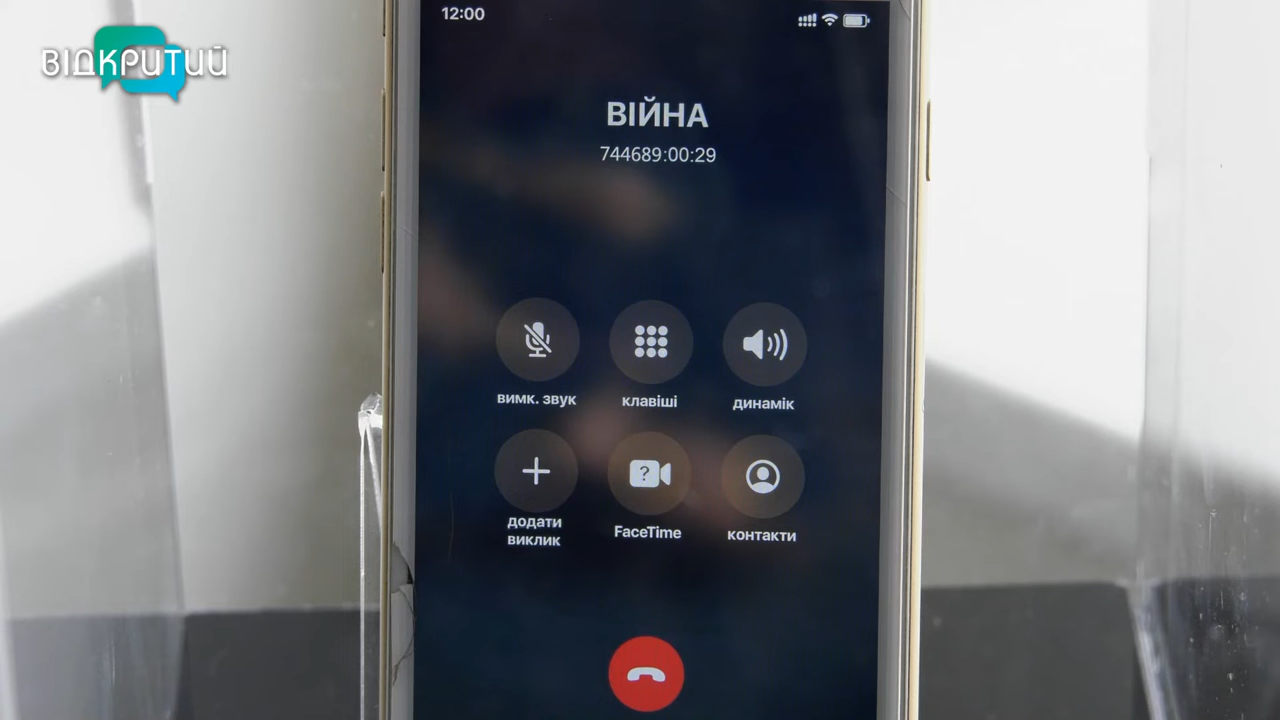 ВІДКРИТИЙ
12:00
ВІЙНА
744689:00:29
вимк. звук
клавіші
динамік
?
додати
виклик
FaceTime
контакти